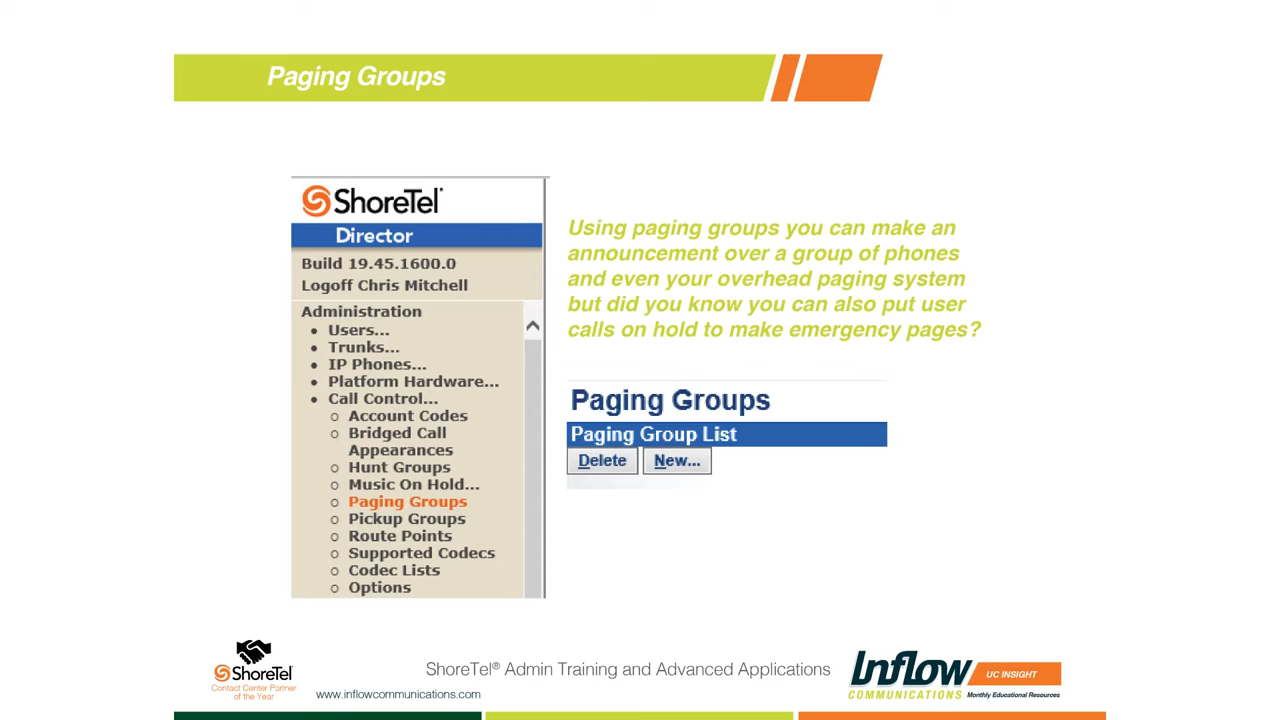 Paging Groups
ShoreTel®
Director
Build 19.45.1600.0
Logoff Chris Mitchell
Administration
• Users...
• Trunks...
• IP Phones...
• Platform Hardware...
• Call Control...
o Account Codes
o Bridged Call
Appearances
o Hunt Groups
o Music On Hold...
o Paging Groups
o Pickup Groups
o Route Points
o Supported Codecs
o Codec Lists
o Options
Using paging groups you can make an
announcement over a group of phones
and even your overhead paging system
but did you know you can also put user
calls on hold to make emergency pages?
Paging Groups
Paging Group List
Delete New...
ShoreTel
Contact Center Partner
of the Year
www.inflowcommunications.com
ShoreTel® Admin Training and Advanced Applications
Inflow
COMMUNICATIONS
UC INSIGHT
Monthly Educational Resources